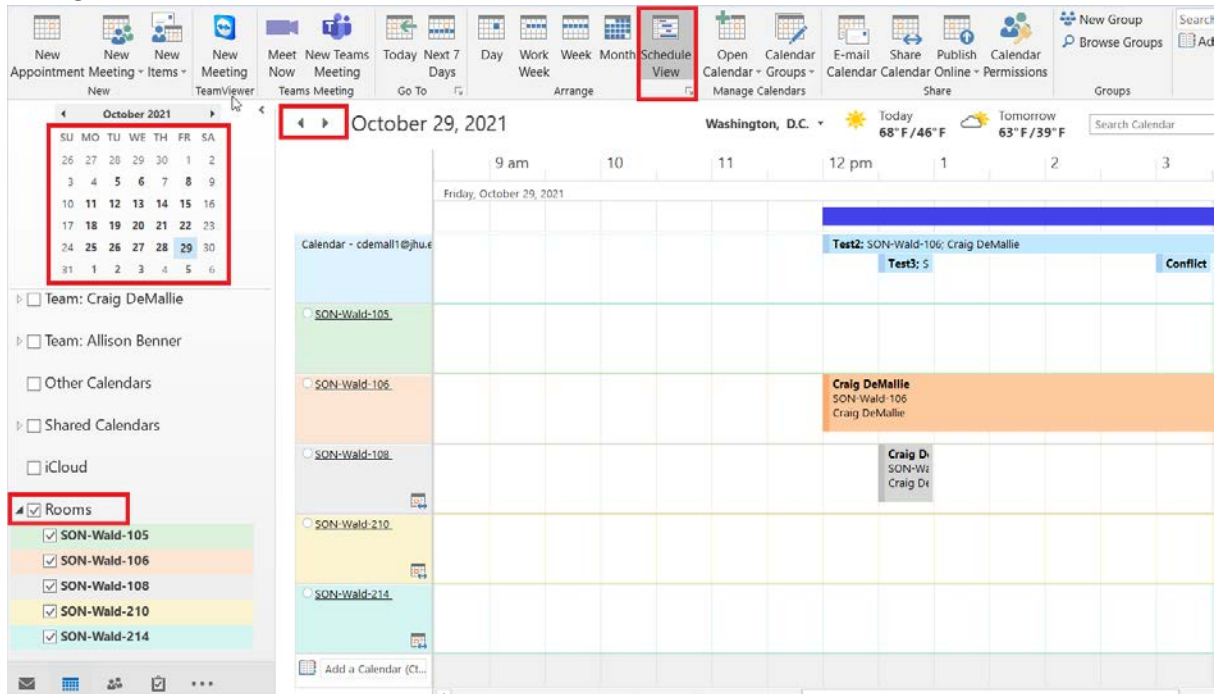 New Appointment
New Meeting
New Items
New Meeting
Meet Now
New Teams Meeting
Today
Next 7 Days
Day
Work Week
Week
Month
Schedule View
Open Calendar
Calendar Groups
E-mail Calendar
Share Calendar
Publish Online
Calendar Permissions
New Group
Browse Groups
New
TeamViewer
Teams Meeting
Go To
Arrange
Manage Calendars
Share
Groups
October 2021
SU MO TU WE TH FR SA
26 27 28 29 30 1 2
3 4 5 6 7 8 9
10 11 12 13 14 15 16
17 18 19 20 21 22 23
24 25 26 27 28 29 30
31 1 2 3 4 5 6
Team: Craig DeMallie
Team: Allison Benner
Other Calendars
Shared Calendars
iCloud
Rooms
SON-Wald-105
SON-Wald-106
SON-Wald-108
SON-Wald-210
SON-Wald-214
October 29, 2021
Washington, D.C.
Today
68°F/46°F
Tomorrow
63°F/39°F
Search Calendar
9 am 10 11 12 pm 1 2 3
Friday, October 29, 2021
Calendar - cdemall1@jhu.e
Test2; SON-Wald-106; Craig DeMallie
Test3; S
Conflict
SON-Wald-105
SON-Wald-106
Craig DeMallie
SON-Wald-106
Craig DeMallie
SON-Wald-108
Craig D
SON-Wa
Craig De
SON-Wald-210
SON-Wald-214
Add a Calendar (Ct...